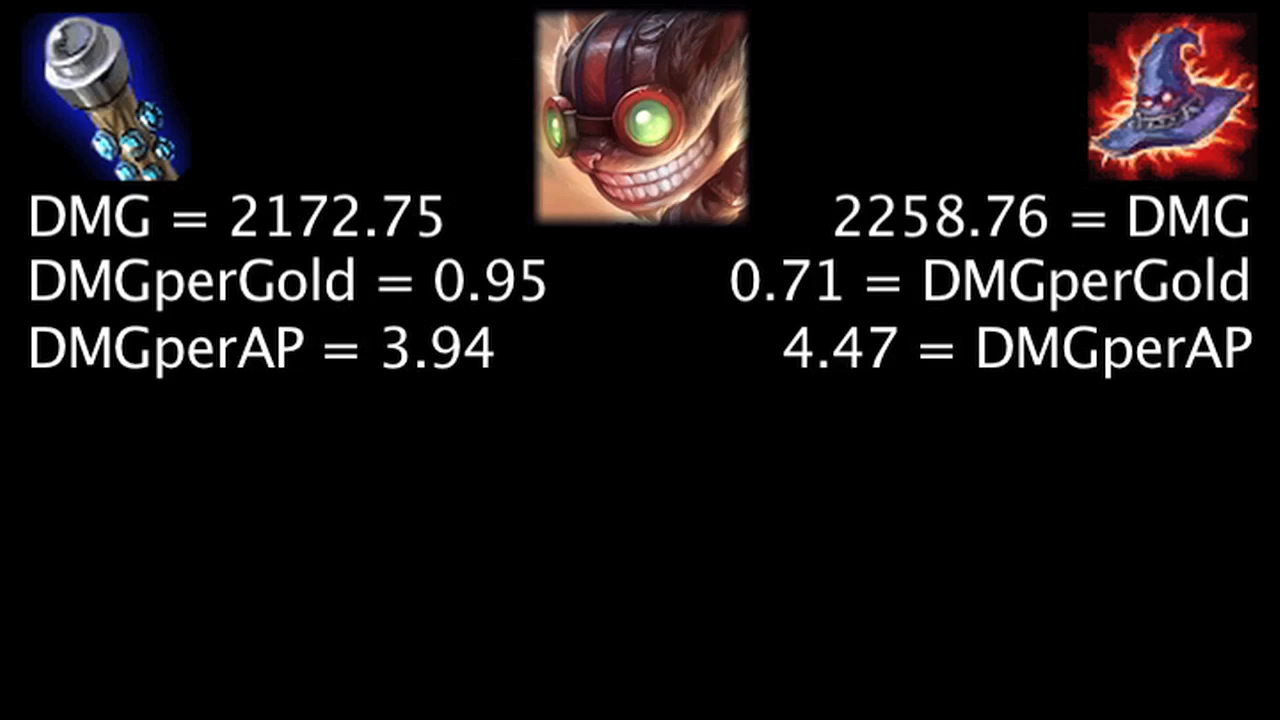 DMG = 2172.75
DMGperGold = 0.95
DMGperAP = 3.94
2258.76 = DMG
0.71 = DMGperGold
4.47 = DMGperAP